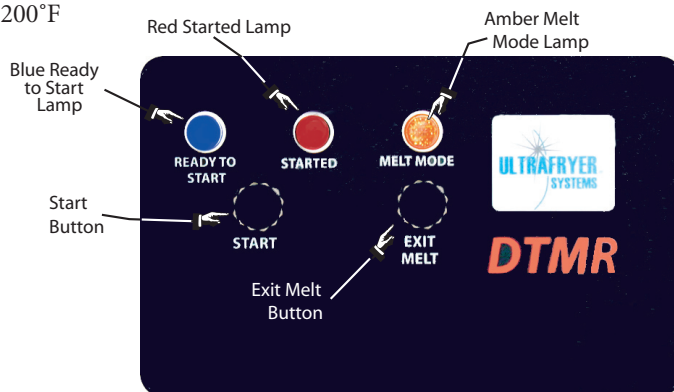 200˚F
Red Started Lamp
Amber Melt
Mode Lamp
Blue Ready
to Start
Lamp
READY TO
START
STARTED
MELT MODE
ULTRAFRYER
SYSTEMS
Start
Button
START
EXIT
MELT
DTMR
Exit Melt
Button